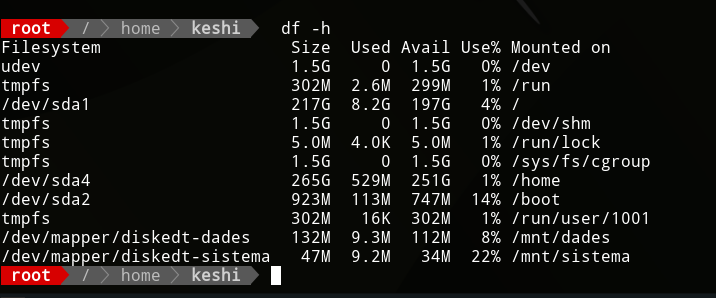 root / home keshi df -h
Filesystem Size Used Avail Use% Mounted on
udev 1.5G 0 1.5G 0% /dev
tmpfs 302M 2.6M 299M 1% /run
/dev/sda1 217G 8.2G 197G 4% /
tmpfs 1.5G 0 1.5G 0% /dev/shm
tmpfs 5.0M 4.0K 5.0M 1% /run/lock
tmpfs 1.5G 0 1.5G 0% /sys/fs/cgroup
/dev/sda4 265G 529M 251G 1% /home
/dev/sda2 923M 113M 747M 14% /boot
tmpfs 302M 16K 302M 1% /run/user/1001
/dev/mapper/diskedt-dades 132M 9.3M 112M 8% /mnt/dades
/dev/mapper/diskedt-sistema 47M 9.2M 34M 22% /mnt/sistema
root / home keshi